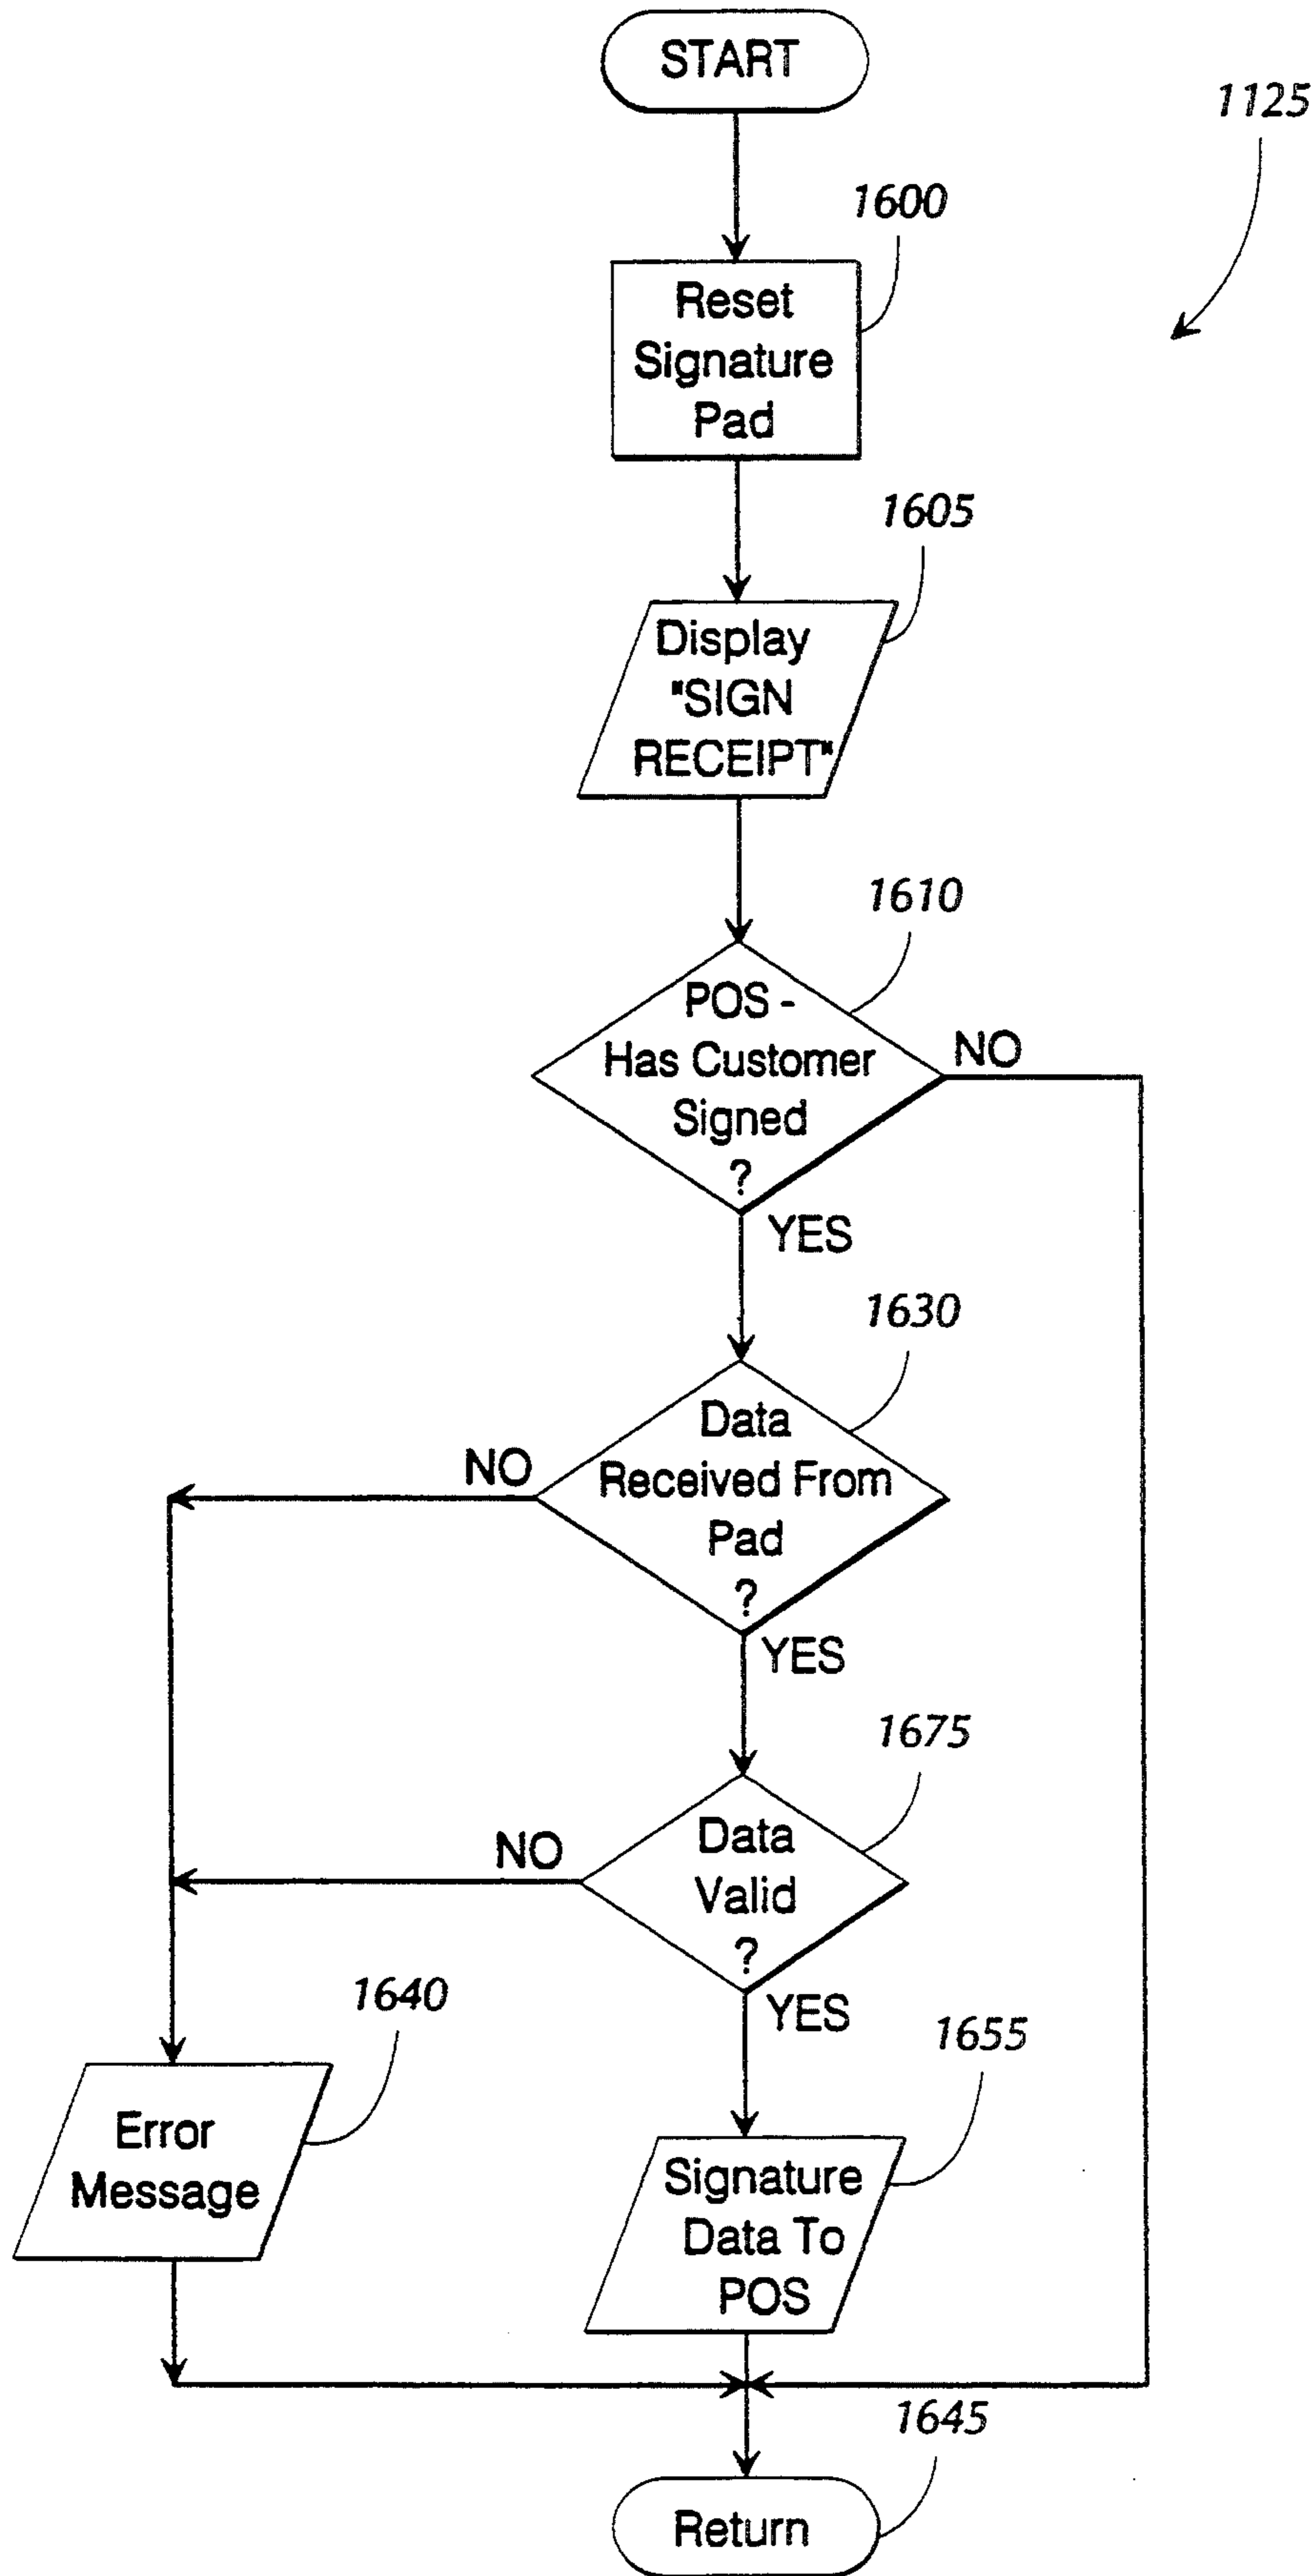 START
1125
1600
Reset
Signature
Pad
1605
Display
"SIGN
RECEIPT"
1610
POS -
Has Customer
Signed
?
NO
YES
1630
Data
Received From
Pad
?
NO
YES
1675
Data
Valid
?
NO
YES
1640
Error
Message
1655
Signature
Data To
POS
1645
Return